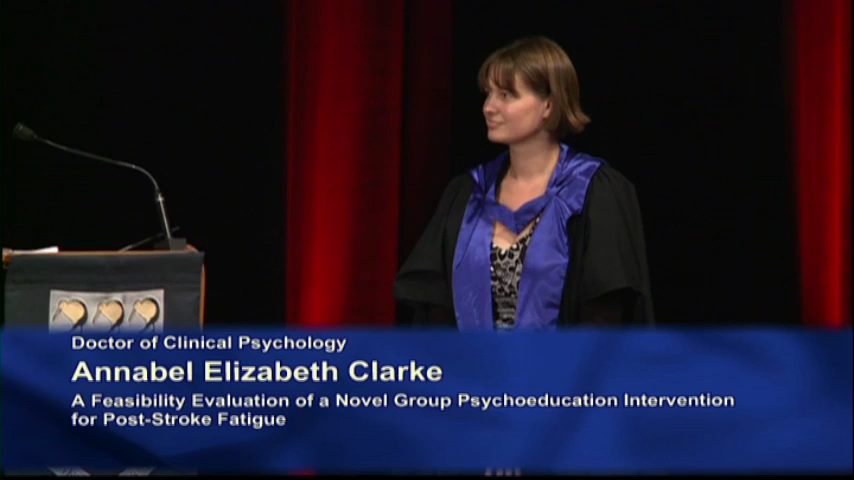 Doctor of Clinical Psychology
Annabel Elizabeth Clarke
A Feasibility Evaluation of a Novel Group Psychoeducation Intervention
for Post-Stroke Fatigue